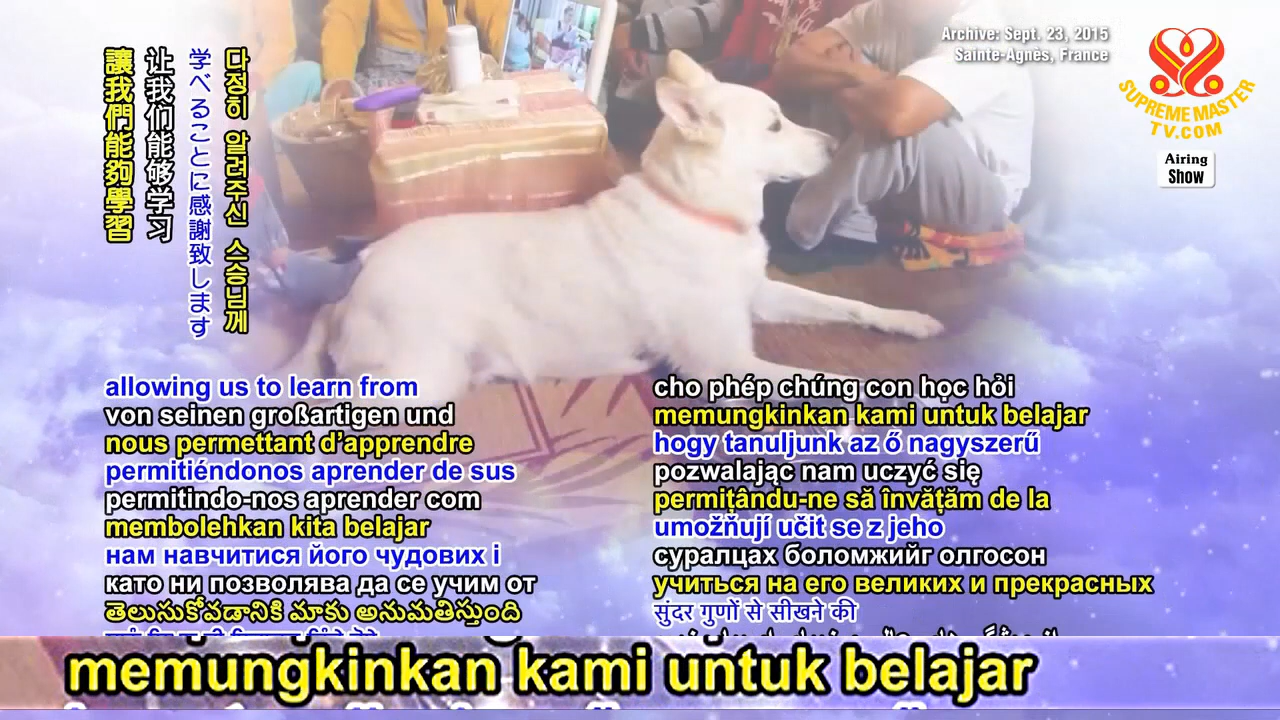 Archive: Sept. 23, 2015
Sainte-Agnès, France
SUPREME MASTER
TV.COM
Airing
Show
讓我們能夠學習
让我们能够学习
学べることに感謝致します
다정히 알려주신 스승님께
allowing us to learn from
von seinen großartigen und
nous permettant d’apprendre
permitiéndonos aprender de sus
permitindo-nos aprender com
membolehkan kita belajar
нам навчитися його чудових і
като ни позволява да се учим от
తెలుసుకోవడానికి మాకు అనుమతిస్తుంది
cho phép chúng con học hỏi
memungkinkan kami untuk belajar
hogy tanuljunk az ő nagyszerű
pozwalając nam uczyć się
permițându-ne să învățăm de la
umožňují učit se z jeho
суралцах боломжийг олгосон
учиться на его великих и прекрасных
सुंदर गुणों से सीखने की
memungkinkan kami untuk belajar